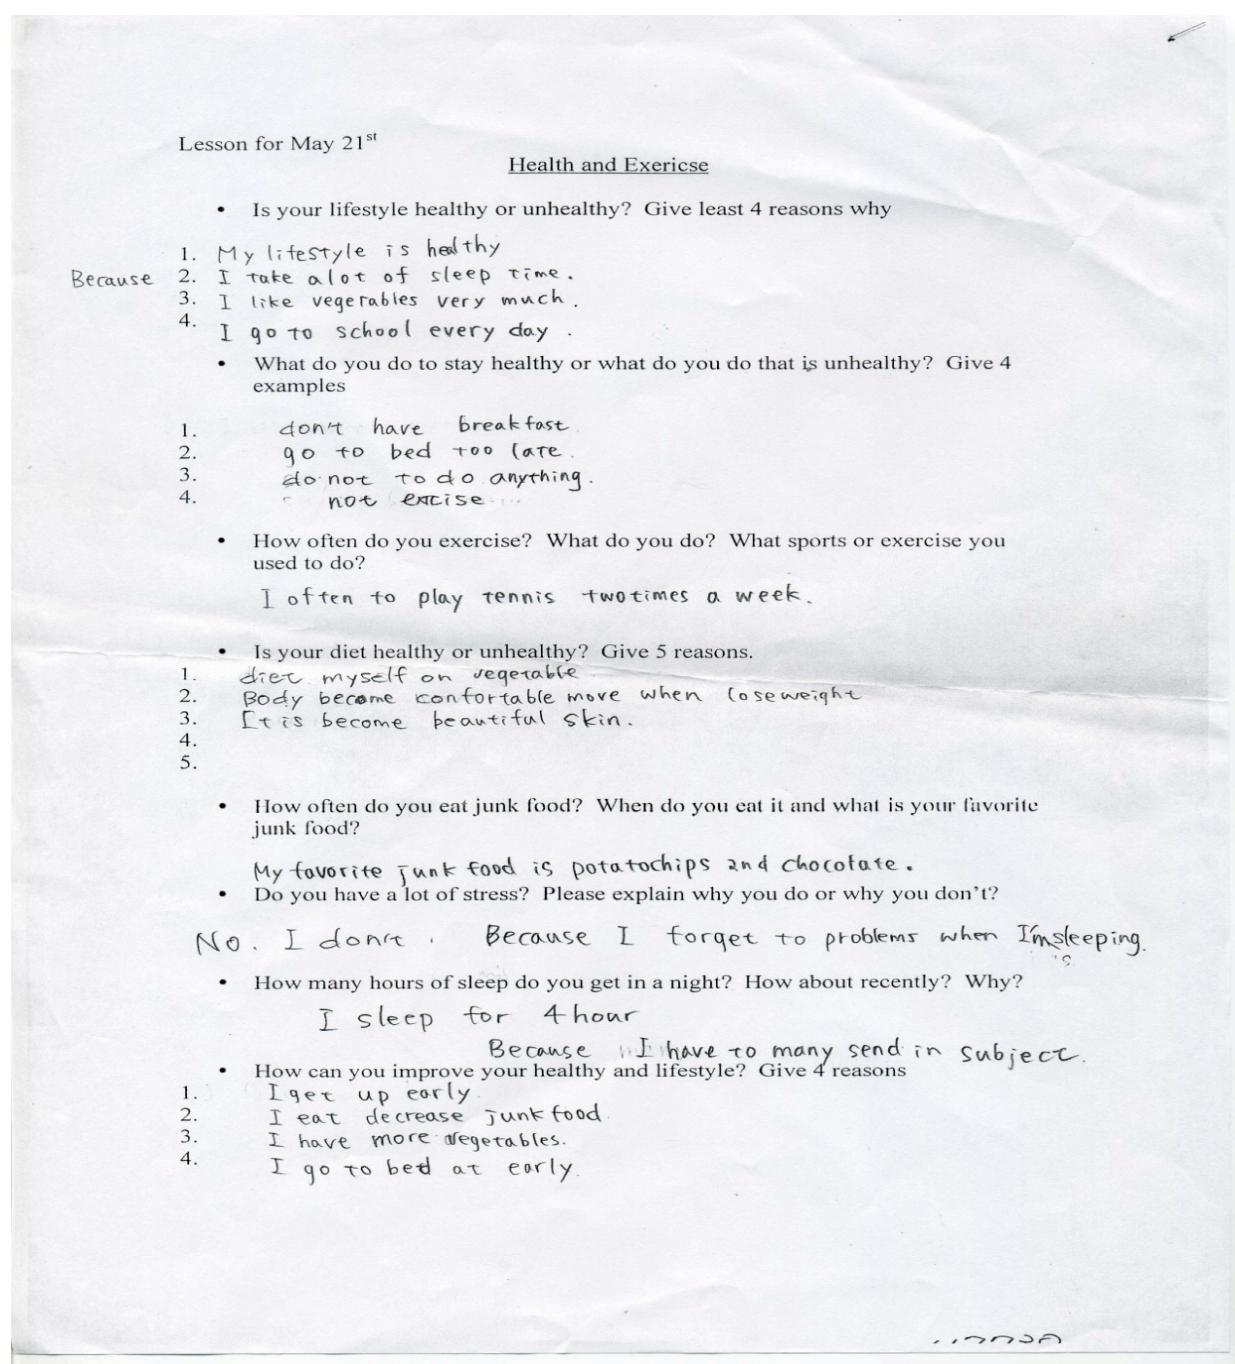 Lesson for May 21st
Health and Exericse
• Is your lifestyle healthy or unhealthy? Give least 4 reasons why
1. My lifestyle is healthy
Because 2. I take alot of sleep time.
3. I like vegetables very much.
4. I go to school every day.
• What do you do to stay healthy or what do you do that is unhealthy? Give 4
examples
1. don't have breakfast
2. go to bed too late.
3. do not to do anything.
4. not excise
• How often do you exercise? What do you do? What sports or exercise you
used to do?
I often to play tennis twotimes a week.
• Is your diet healthy or unhealthy? Give 5 reasons.
1. diet myself on vegetable
2. Body become confortable move when loseweight
3. It is become beautiful skin.
4.
5.
• How often do you eat junk food? When do you eat it and what is your favorite
junk food?
My favorite junk food is potatochips and chocolate.
• Do you have a lot of stress? Please explain why you do or why you don't?
No. I don't. Because I forget to problems when I'm sleeping.
• How many hours of sleep do you get in a night? How about recently? Why?
I sleep for 4 hour
Because I have to many send in subject.
• How can you improve your healthy and lifestyle? Give 4 reasons
1. I get up early.
2. I eat decrease junk food.
3. I have more vegetables.
4. I go to bed at early.